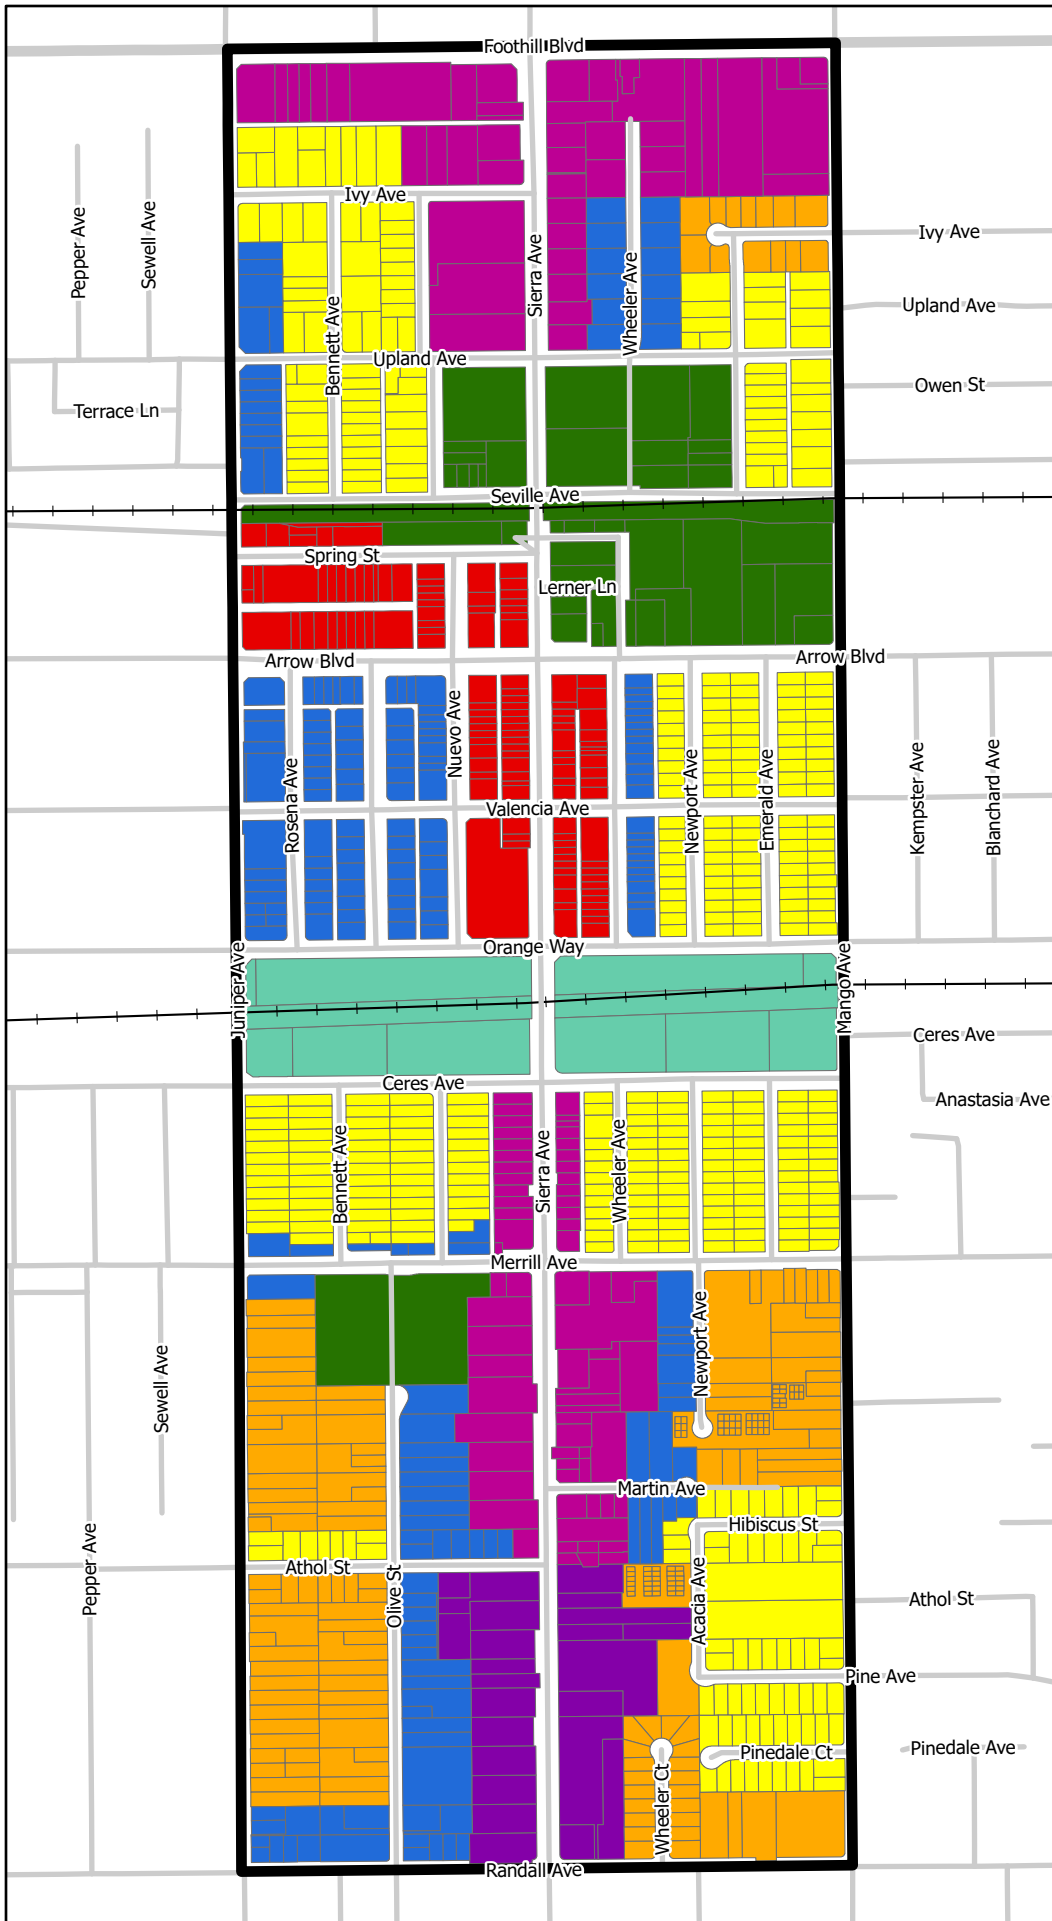 Foothill Blvd
Ivy Ave
Pepper Ave
Sewell Ave
Sierra Ave
Wheeler Ave
Ivy Ave
Bennett Ave
Upland Ave
Upland Ave
Owen St
Terrace Ln
Seville Ave
Spring St
Lerner Ln
Arrow Blvd
Arrow Blvd
Nuevo Ave
Rosena Ave
Newport Ave
Emerald Ave
Kempster Ave
Blanchard Ave
Valencia Ave
Orange Way
Juniper Ave
Mango Ave
Ceres Ave
Ceres Ave
Anastasia Ave
Bennett Ave
Sierra Ave
Wheeler Ave
Merrill Ave
Newport Ave
Sewell Ave
Martin Ave
Hibiscus St
Pepper Ave
Athol St
Olive St
Acacia Ave
Athol St
Pine Ave
Pinedale Ct
Pinedale Ave
Wheeler Ct
Randall Ave